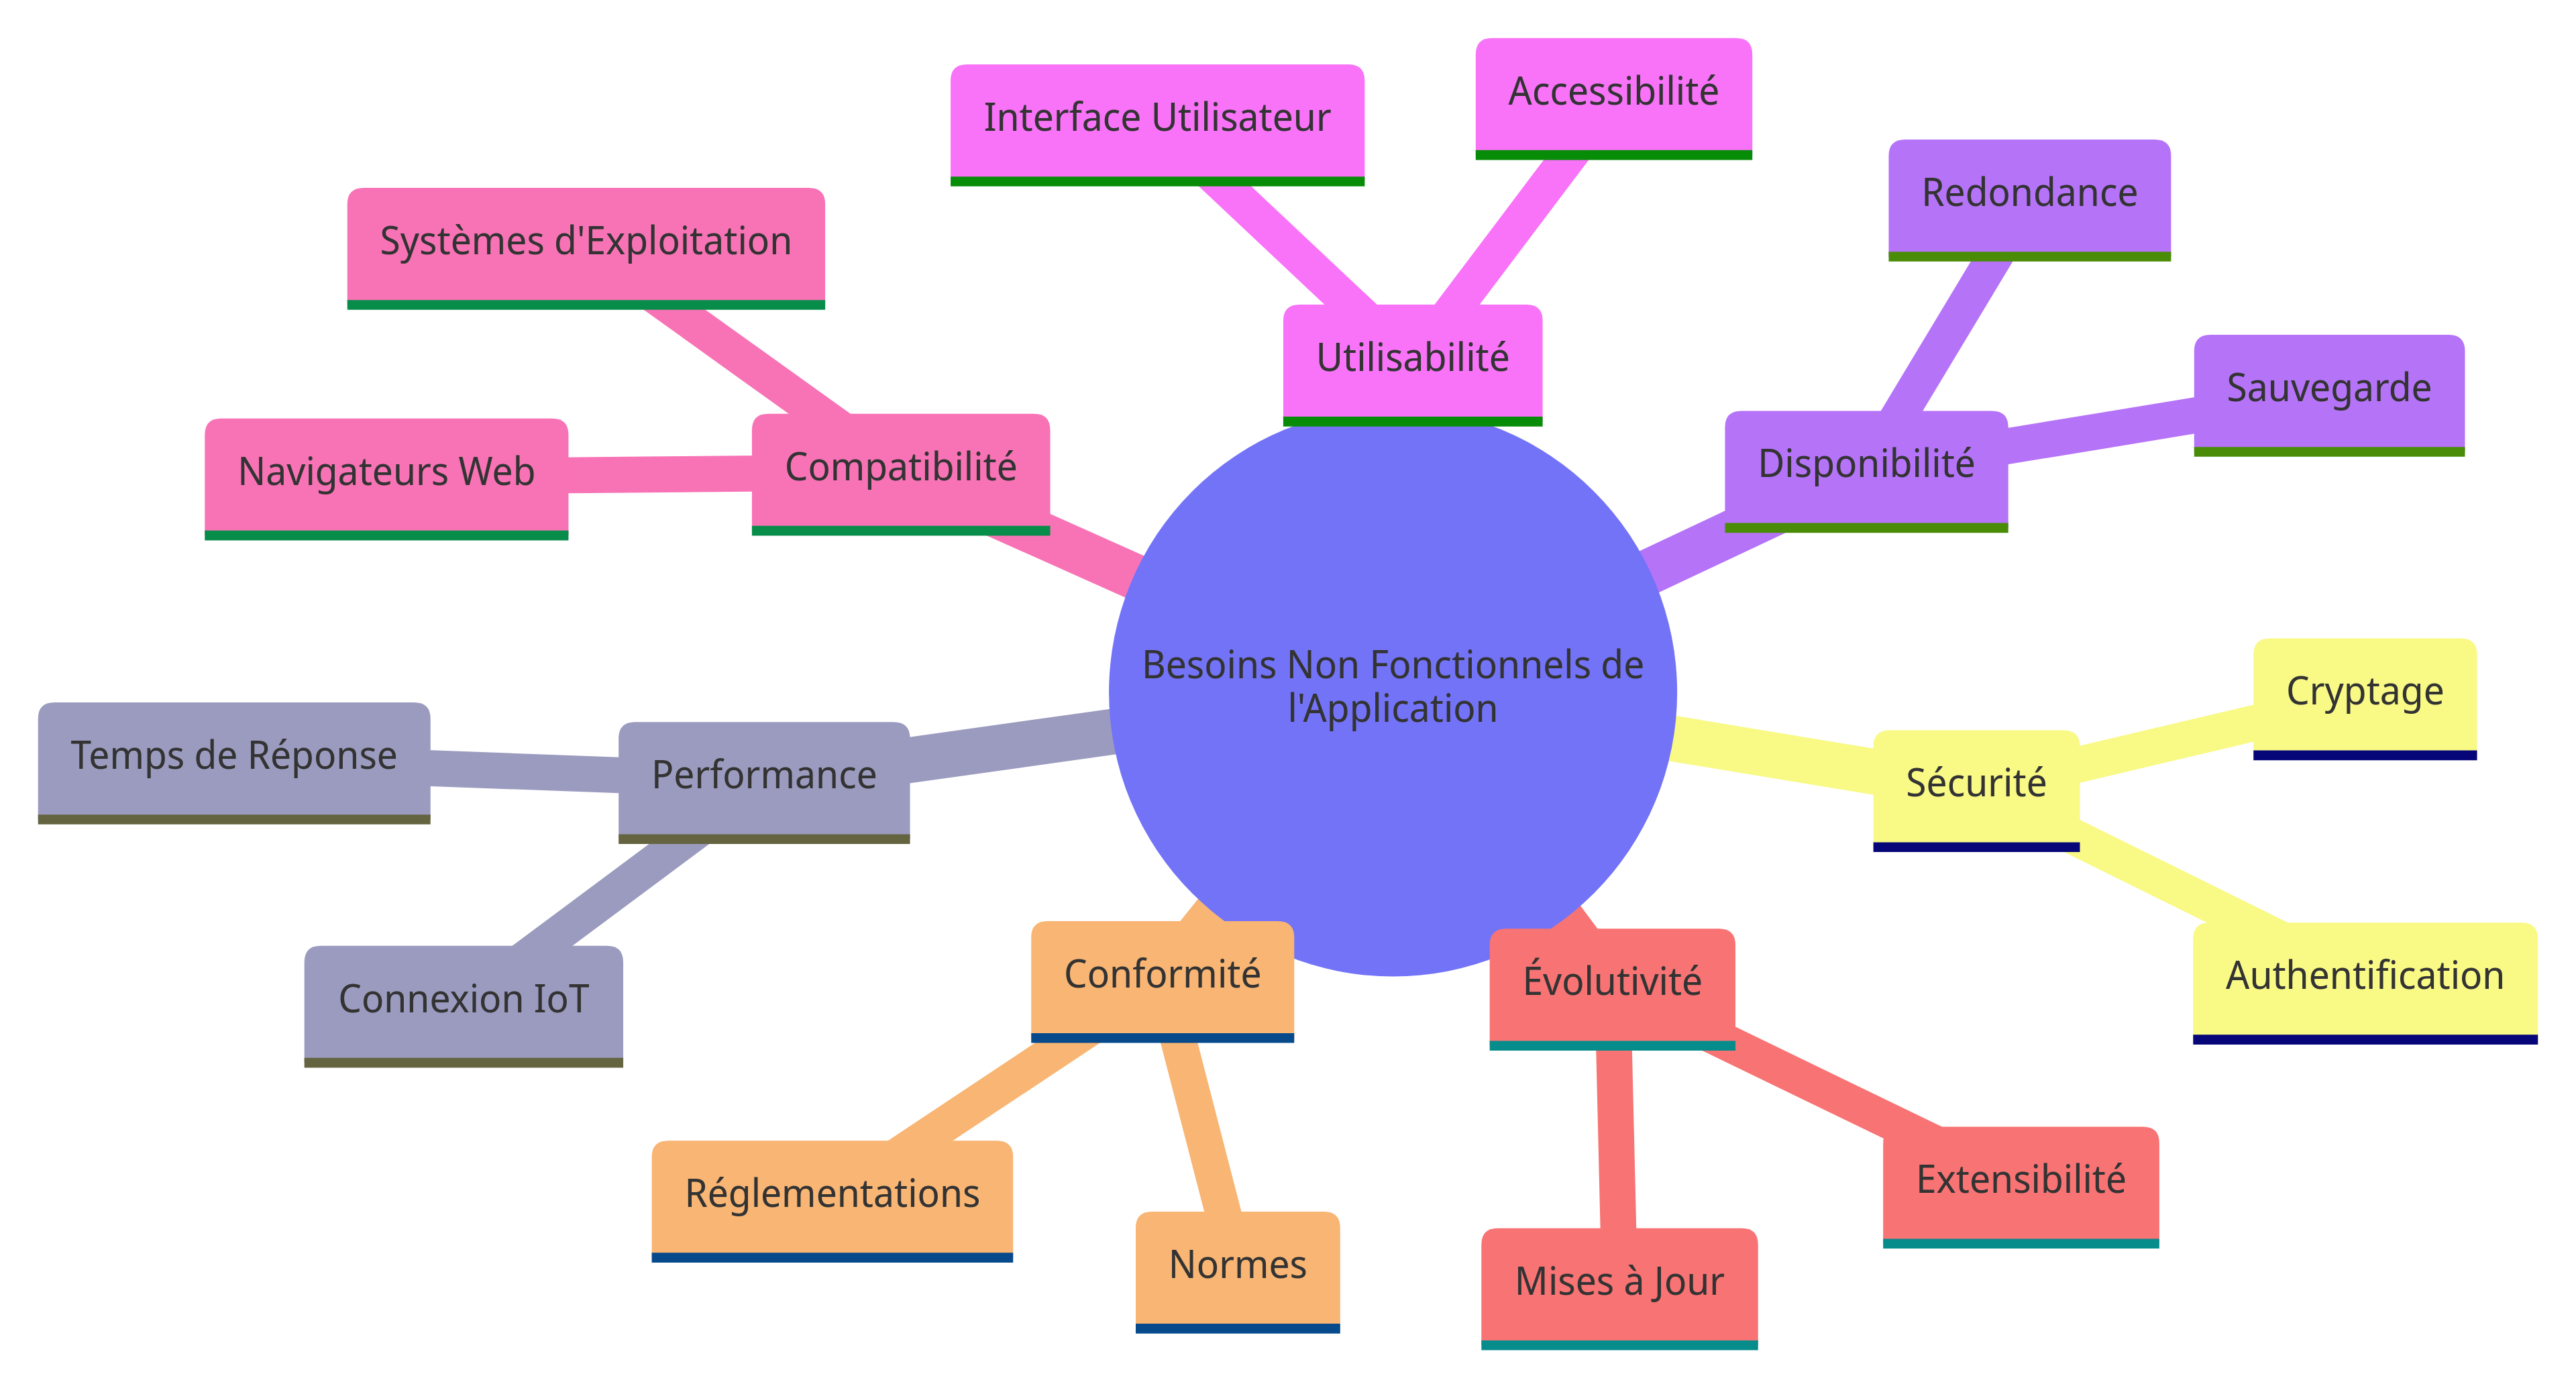 Accessibilité
Interface Utilisateur
Redondance
Systèmes d'Exploitation
Utilisabilité
Sauvegarde
Disponibilité
Compatibilité
Navigateurs Web
Besoins Non Fonctionnels de
l'Application
Cryptage
Temps de Réponse
Performance
Sécurité
Conformité
Authentification
Évolutivité
Connexion IoT
Extensibilité
Réglementations
Normes
Mises à Jour